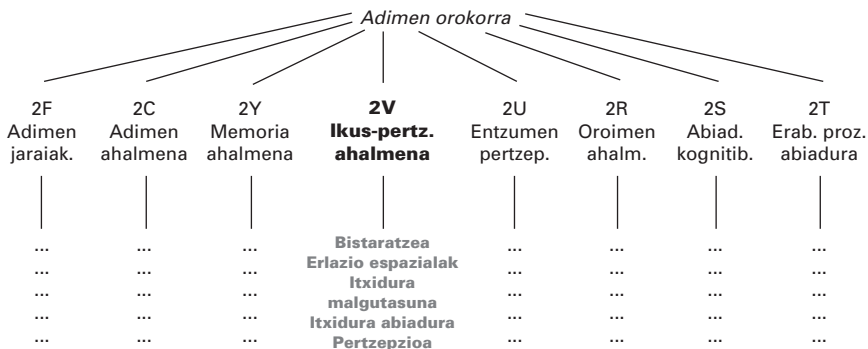 Adimen orokorra
2F 2C 2Y 2V 2U 2R 2S 2T
Adimen Adimen Memoria Ikus-pertz. Entzumen Oroimen Abiad. Erab. proz.
jaraiak. ahalmena ahalmena ahalmena pertzep. ahalm. kognitib. abiadura
... ... ... Bistaratzea ... ... ... ...
... ... ... Erlazio espazialak ... ... ... ...
... ... ... Itxidura ... ... ... ...
... ... ... malgutasuna ... ... ... ...
Itxidura abiadura
... ... ... Pertzepzioa ... ... ... ...